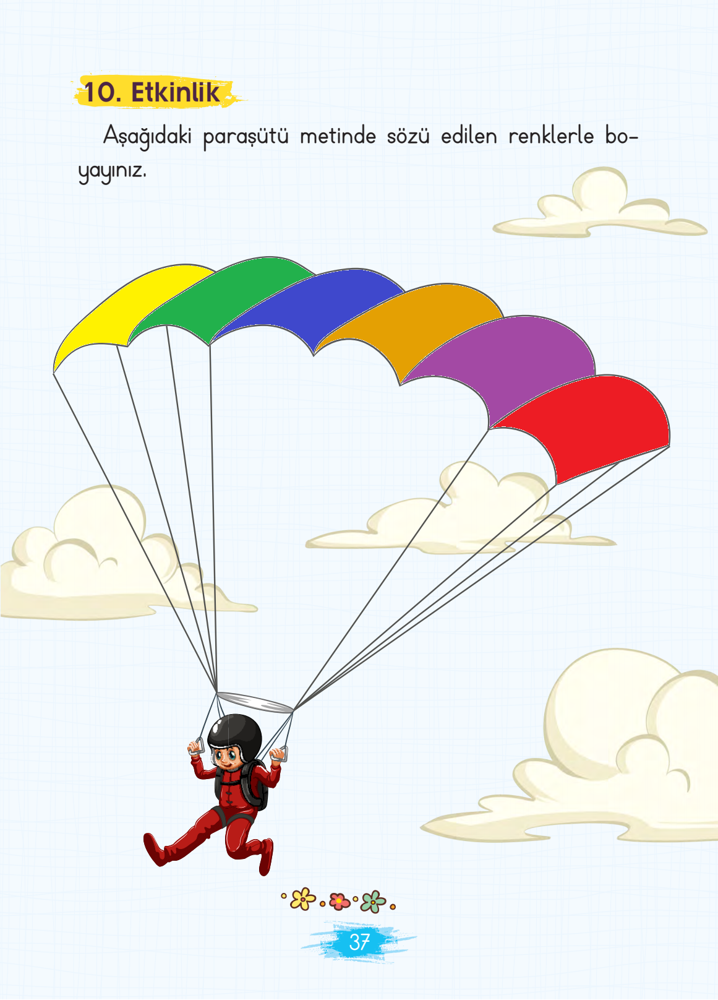 10. Etkinlik
Aşağıdaki paraşütü metinde sözü edilen renklerle bo-
yayınız.
37